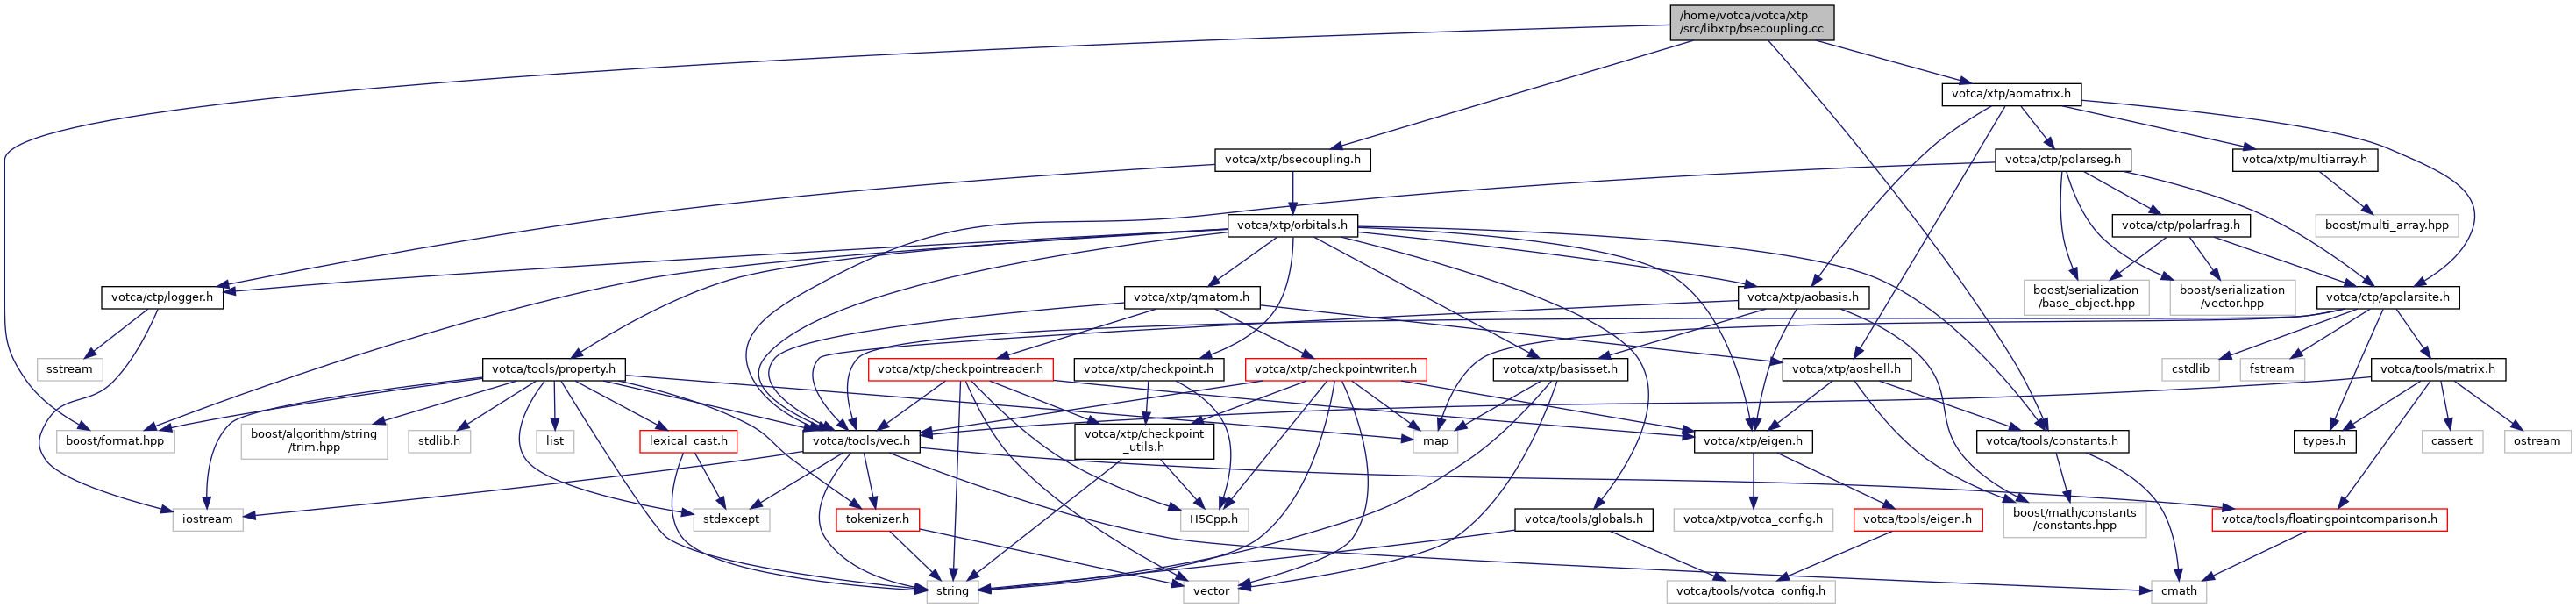 /home/votca/votca/xtp
/src/libxtp/bsecoupling.cc
votca/xtp/aomatrix.h
votca/xtp/bsecoupling.h
votca/ctp/polarseg.h
votca/xtp/multiarray.h
votca/xtp/orbitals.h
votca/ctp/polarfrag.h
boost/multi_array.hpp
votca/ctp/logger.h
votca/xtp/qmatom.h
votca/xtp/aobasis.h
boost/serialization
/base_object.hpp
boost/serialization
/vector.hpp
votca/ctp/apolarsite.h
sstream
votca/tools/property.h
votca/xtp/checkpointreader.h
votca/xtp/checkpoint.h
votca/xtp/checkpointwriter.h
votca/xtp/basisset.h
votca/xtp/aoshell.h
cstdlib
fstream
votca/tools/matrix.h
boost/format.hpp
boost/algorithm/string
/trim.hpp
stdlib.h
list
lexical_cast.h
votca/tools/vec.h
votca/xtp/checkpoint
_utils.h
map
votca/xtp/eigen.h
votca/tools/constants.h
types.h
cassert
ostream
iostream
stdexcept
tokenizer.h
H5Cpp.h
votca/tools/globals.h
votca/xtp/votca_config.h
votca/tools/eigen.h
boost/math/constants
/constants.hpp
votca/tools/floatingpointcomparison.h
string
vector
votca/tools/votca_config.h
cmath